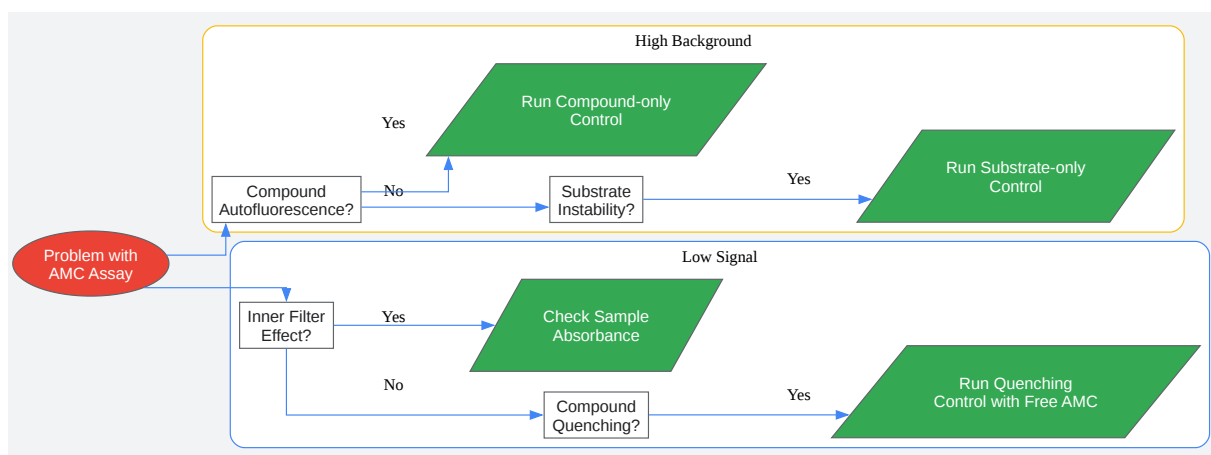 High Background
Run Compound-only
Control
Yes
Run Substrate-only
Control
Compound
Autofluorescence?
No
Substrate
Instability?
Yes
Problem with
AMC Assay
Low Signal
Inner Filter
Effect?
Yes
Check Sample
Absorbance
No
Compound
Quenching?
Yes
Run Quenching
Control with Free AMC